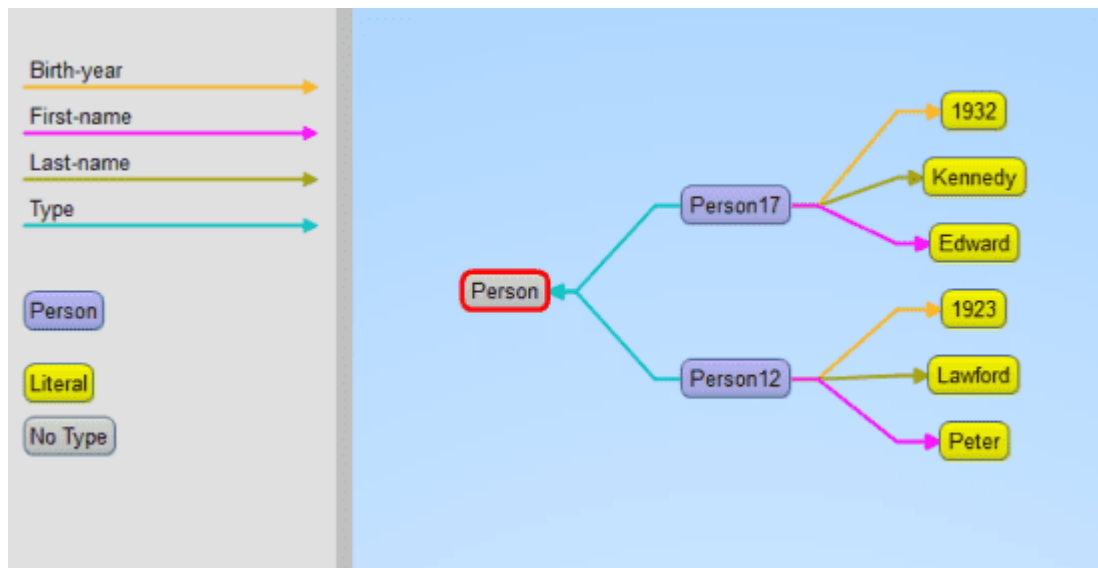 Birth-year
First-name
Last-name
Type
Person
Literal
No Type
Person
Person17
Person12
1932
Kennedy
Edward
1923
Lawford
Peter